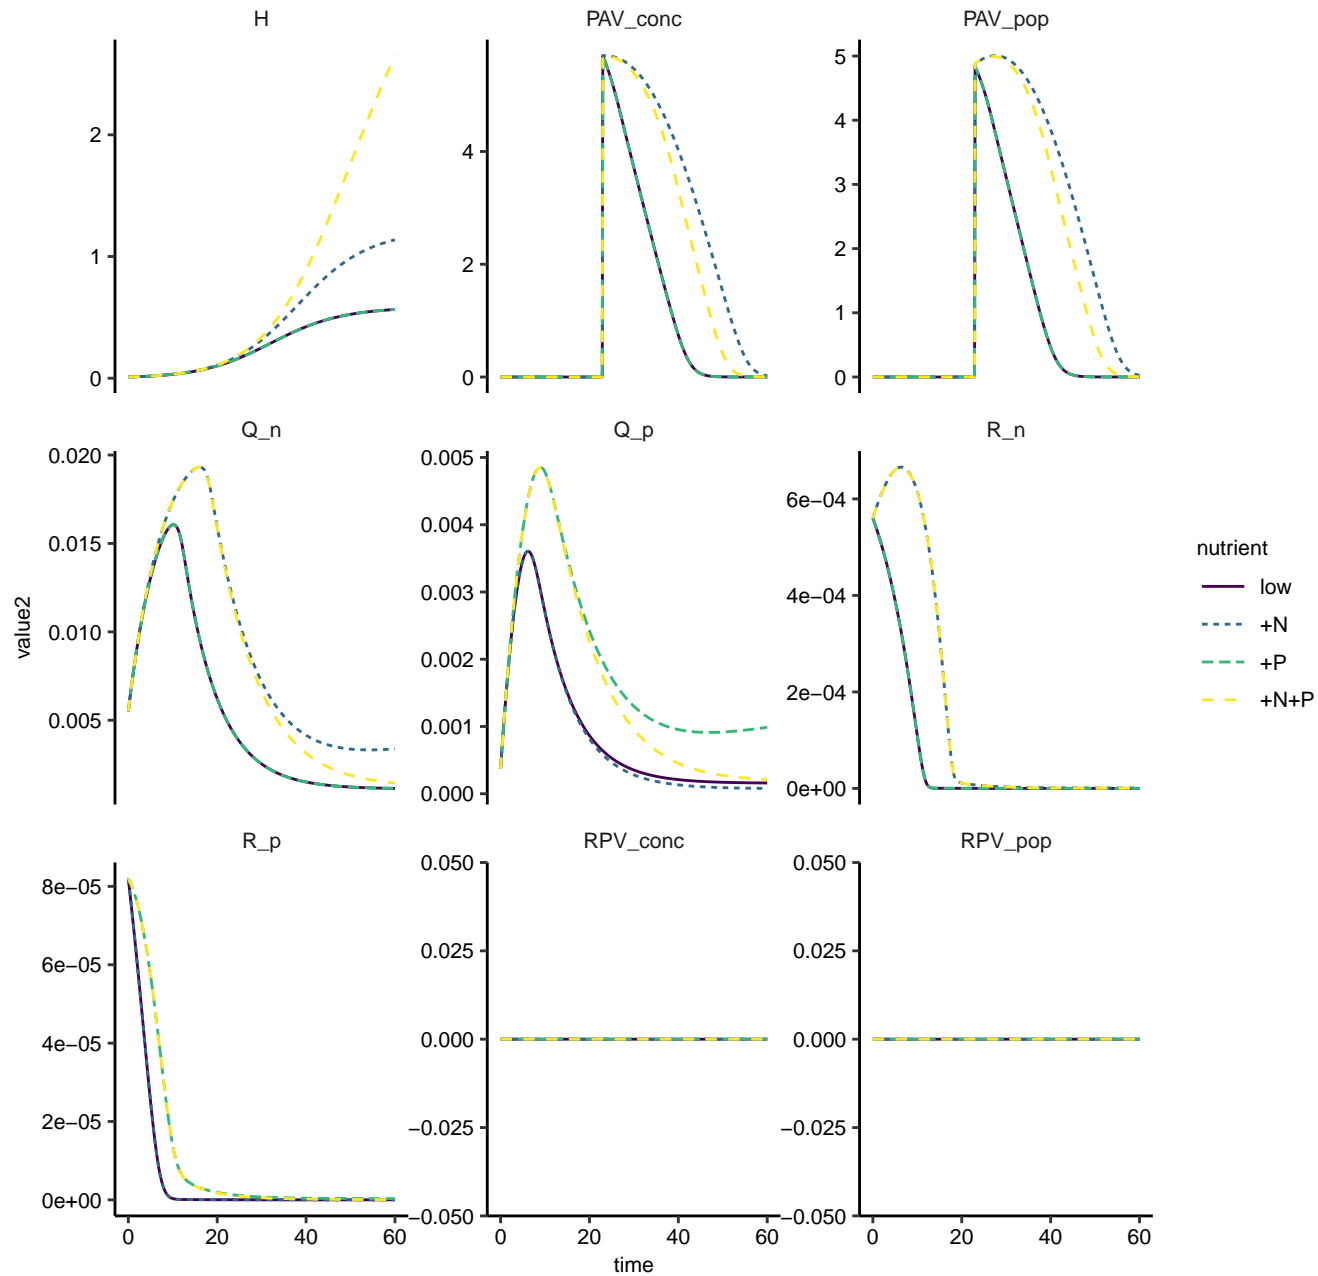 H
PAV_conc
PAV_pop
2
1
0
4
2
0
5
4
3
2
1
0
Q_n
Q_p
R_n
0.020
0.015
0.010
0.005
0.005
0.004
0.003
0.002
0.001
0.000
6e−04
4e−04
2e−04
0e+00
value2
nutrient
low
+N
+P
+N+P
R_p
RPV_conc
RPV_pop
8e−05
6e−05
4e−05
2e−05
0e+00
0.050
0.025
0.000
−0.025
−0.050
0.050
0.025
0.000
−0.025
−0.050
0 20 40 60
0 20 40 60
0 20 40 60
time